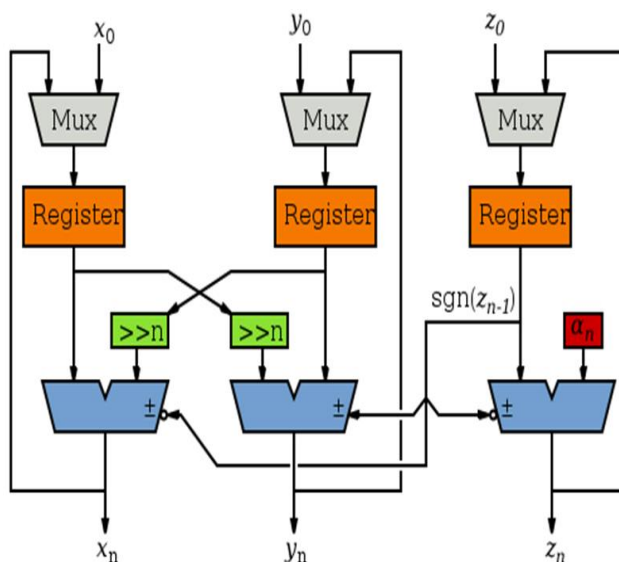 x₀ y₀ z₀
Mux Mux Mux
Register Register Register
sgn(zₙ₋₁)
>>n >>n αₙ
± ± ±
xₙ yₙ zₙ